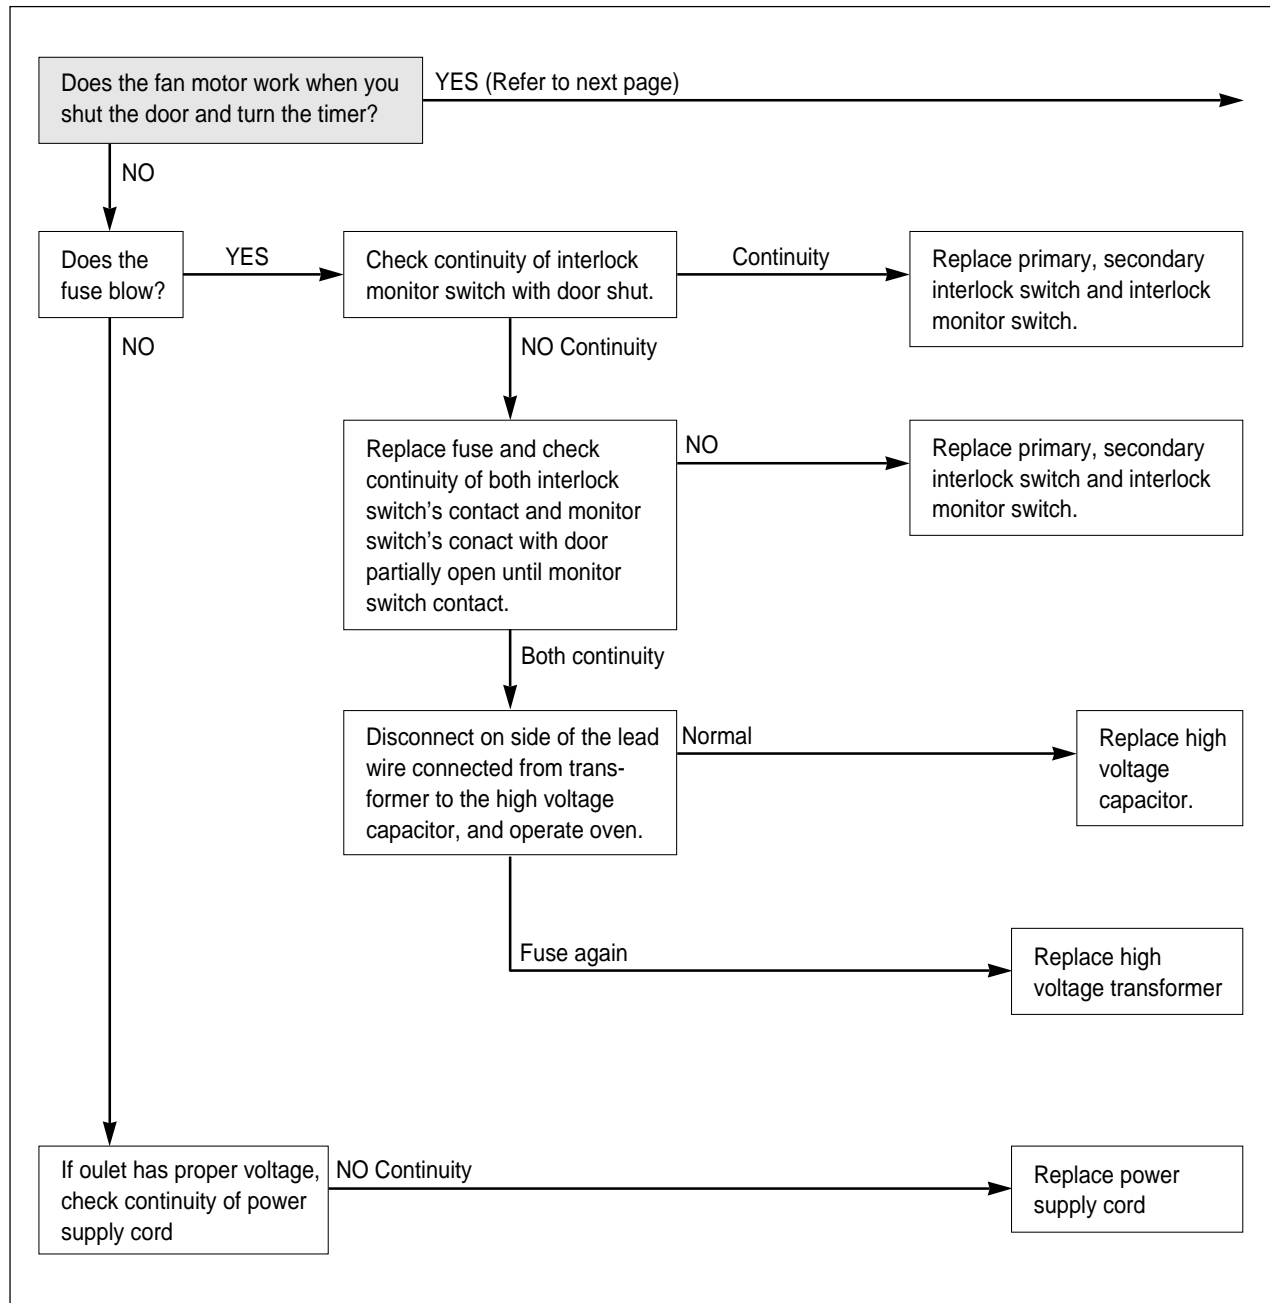 Does the fan motor work when you
shut the door and turn the timer?
YES (Refer to next page)
NO
Does the
fuse blow?
YES
Check continuity of interlock
monitor switch with door shut.
Continuity
Replace primary, secondary
interlock switch and interlock
monitor switch.
NO
NO Continuity
Replace fuse and check
continuity of both interlock
switch’s contact and monitor
switch’s conact with door
partially open until monitor
switch contact.
NO
Replace primary, secondary
interlock switch and interlock
monitor switch.
Both continuity
Disconnect on side of the lead
wire connected from trans-
former to the high voltage
capacitor, and operate oven.
Normal
Replace high
voltage
capacitor.
Fuse again
Replace high
voltage transformer
If oulet has proper voltage,
check continuity of power
supply cord
NO Continuity
Replace power
supply cord